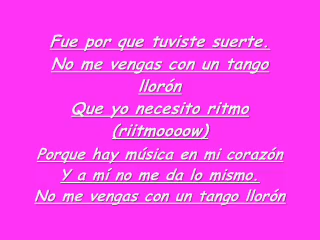 Fue por que tuviste suerte.
No me vengas con un tango
llorón
Que yo necesito ritmo
(riitmoooow)
Porque hay música en mi corazón
Y a mí no me da lo mismo.
No me vengas con un tango llorón